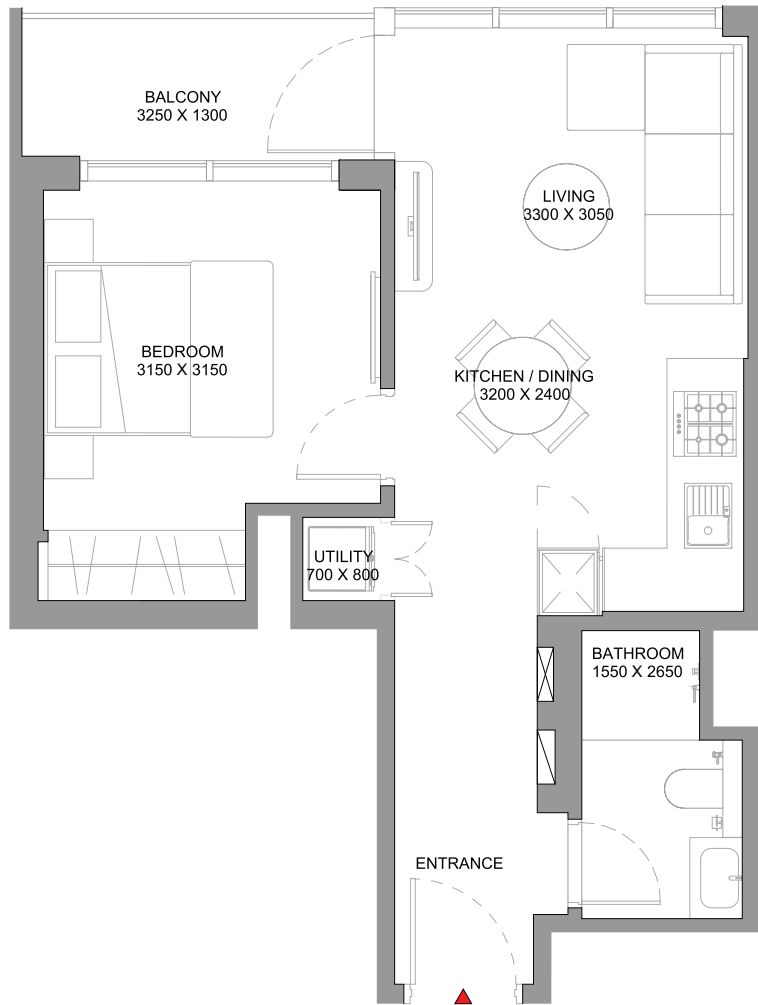 BALCONY
3250 X 1300
LIVING
3300 X 3050
BEDROOM
3150 X 3150
KITCHEN / DINING
3200 X 2400
UTILITY
700 X 800
BATHROOM
1550 X 2650
ENTRANCE